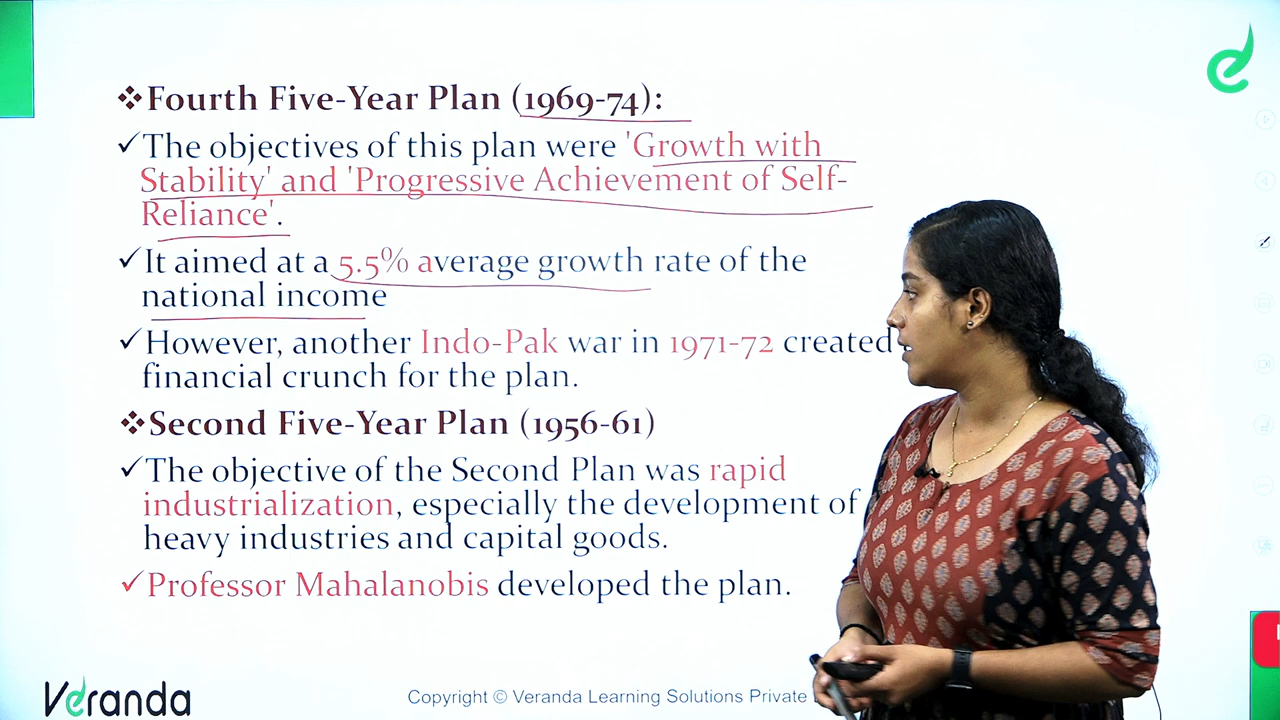 ❖Fourth Five-Year Plan (1969-74):
✓The objectives of this plan were 'Growth with
Stability' and 'Progressive Achievement of Self-
Reliance'.
✓It aimed at a 5.5% average growth rate of the
national income
✓However, another Indo-Pak war in 1971-72 created
financial crunch for the plan.
❖Second Five-Year Plan (1956-61)
✓The objective of the Second Plan was rapid
industrialization, especially the development of
heavy industries and capital goods.
✓Professor Mahalanobis developed the plan.
Veranda
Copyright © Veranda Learning Solutions Private